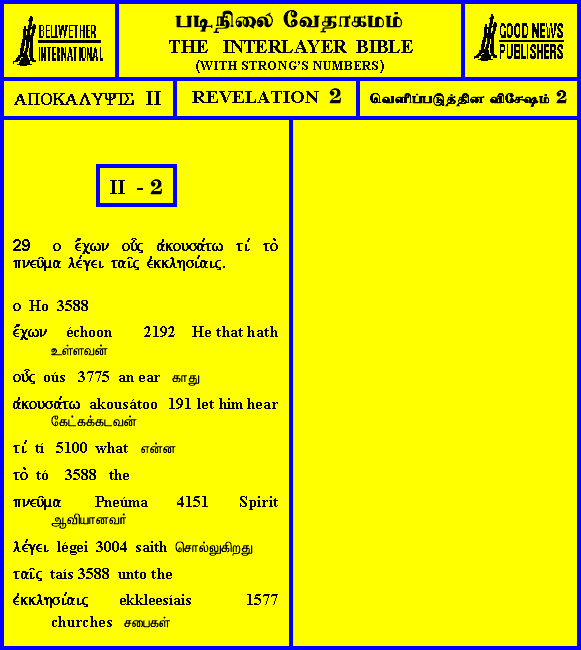 BELLWETHER
INTERNATIONAL
படிநிலை வேதாகமம்
THE INTERLAYER BIBLE
(WITH STRONG'S NUMBERS)
GOOD NEWS
PUBLISHERS
ΑΠΟΚΑΛΥΨΙΣ II
REVELATION 2
வெளிப்படுத்தின விசேஷம் 2
II - 2
29 ο ἔχων οὖς ἀκουσάτω τί τὸ
πνεῦμα λέγει ταῖς ἐκκλησίαις.
ο Ho 3588
ἔχων échoon 2192 He that hath
உள்ளவன்
οὖς oús 3775 an ear காது
ἀκουσάτω akousátoo 191 let him hear
கேட்கக்கடவன்
τί tí 5100 what என்ன
τὸ tó 3588 the
πνεῦμα Pneúma 4151 Spirit
ஆவியானவர்
λέγει légei 3004 saith சொல்லுகிறது
ταῖς taís 3588 unto the
ἐκκλησίαις ekkleesíais 1577
churches சபைகள்